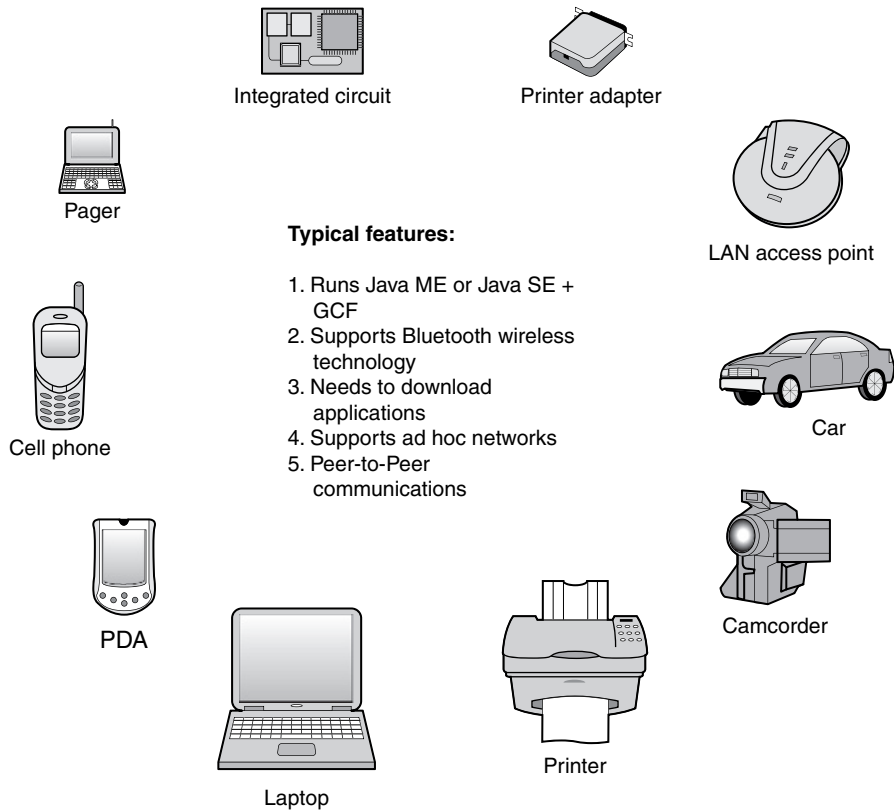 Integrated circuit
Printer adapter
Pager
LAN access point
Typical features:
1. Runs Java ME or Java SE +
GCF
2. Supports Bluetooth wireless
technology
3. Needs to download
applications
4. Supports ad hoc networks
5. Peer-to-Peer
communications
Cell phone
Car
PDA
Camcorder
Printer
Laptop